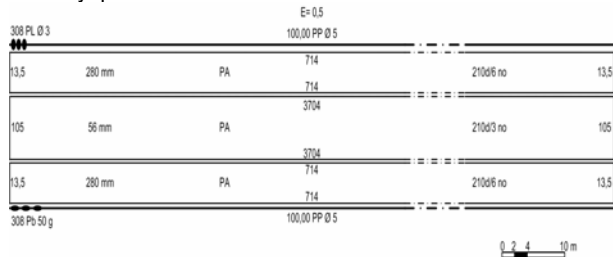 E= 0,5
308 PL Ø 3
100,00 PP Ø 5
714
13,5 280 mm PA 210d/6 no 13,5
714
3704
105 56 mm PA 210d/3 no 105
3704
714
13,5 280 mm PA 210d/6 no 13,5
714
308 Pb 50 g
100,00 PP Ø 5
0 2 4 10 m